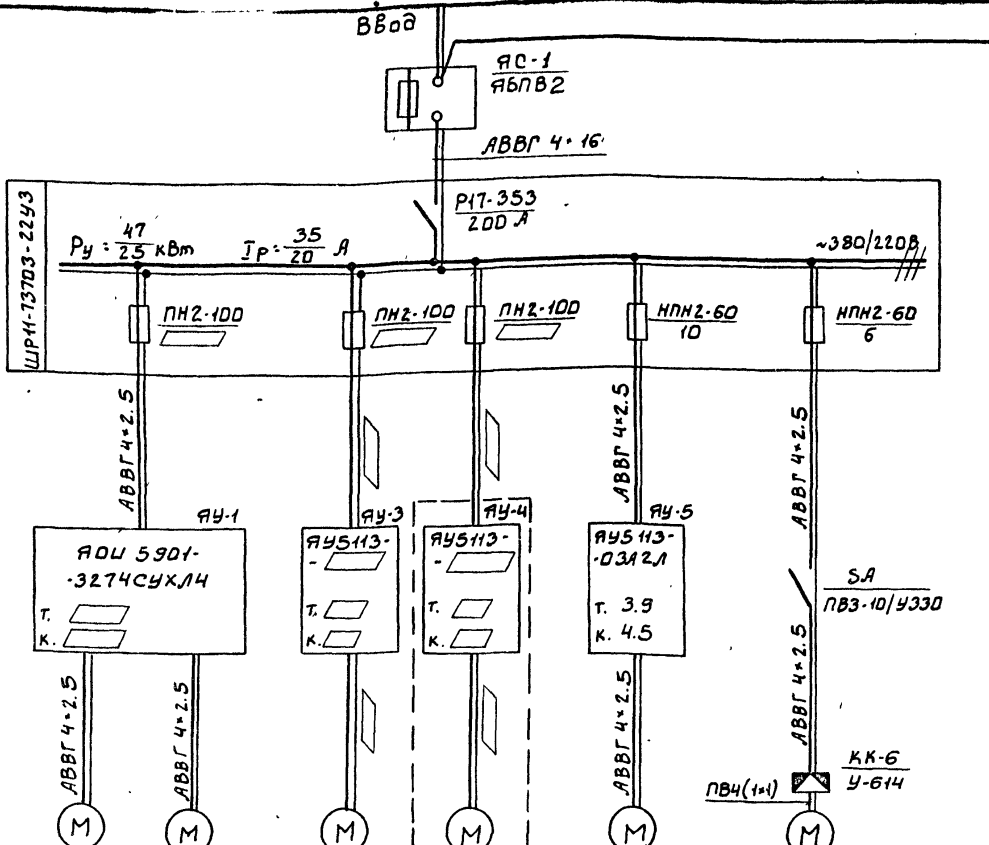 Ввод
ЯС-1
ЯБПВ2
АВВГ 4×16
ШР11-73703-22У3
Р17-353
200 А
Ру = 47/25 кВт
Iр = 35/20 А
~380/220В
ПН2-100
ПН2-100
ПН2-100
НПН2-60
10
НПН2-60
6
АВВГ 4×2.5
АВВГ 4×2.5
АВВГ 4×2.5
ЯУ-1
ЯУ-3
ЯУ-4
ЯУ-5
ЯОИ 5901-
-3274СУХЛ4
Т.
К.
ЯУ5113-
-
Т.
К.
ЯУ5113-
-
Т.
К.
ЯУ5113-
-03А2Л
Т. 3.9
К. 4.5
SA
ПВ3-10/У330
АВВГ 4×2.5
АВВГ 4×2.5
АВВГ 4×2.5
АВВГ 4×2.5
КК-6
У-614
ПВ4(1×1)
М
М
М
М
М
М